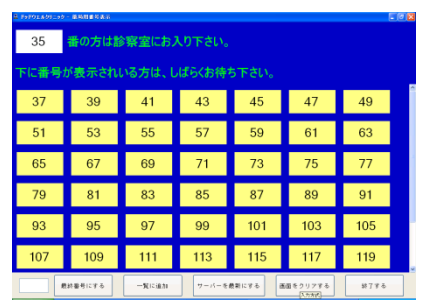 35 番の方は診察室にお入り下さい。
下に番号が表示されいる方は、しばらくお待ち下さい。
37 39 41 43 45 47 49
51 53 55 57 59 61 63
65 67 69 71 73 75 77
79 81 83 85 87 89 91
93 95 97 99 101 103 105
107 109 111 113 115 117 119
最終番号にする 一覧に追加 サーバーを最新にする 画面をクリアする 終了する